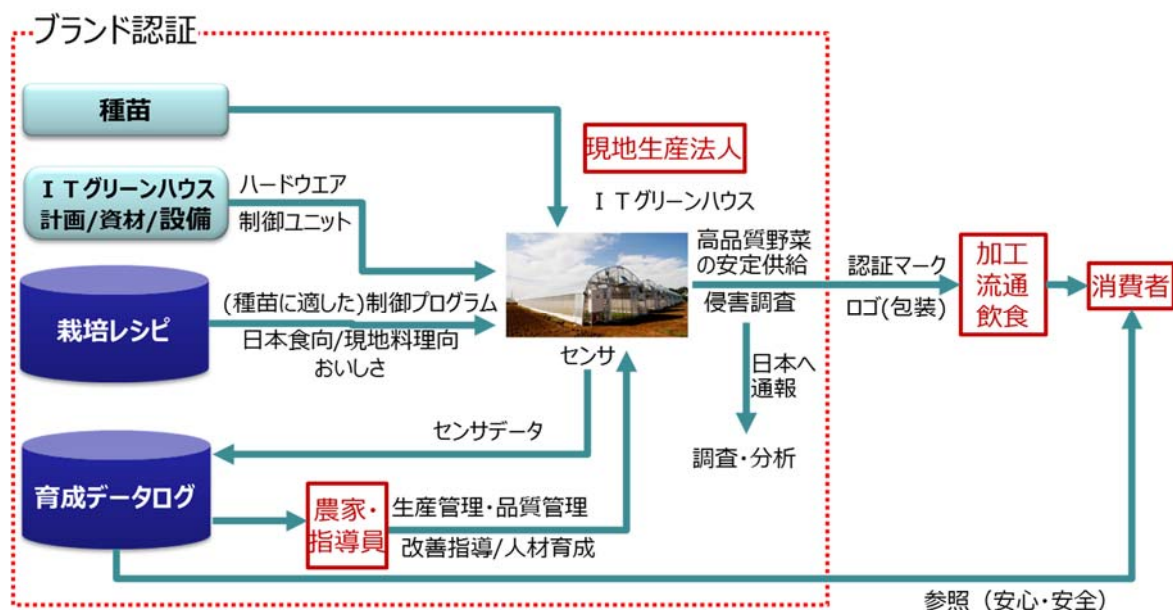 ブランド認証
種苗
ＩＴグリーンハウス
計画/資材/設備
ハードウエア
制御ユニット
栽培レシピ
(種苗に適した)制御プログラム
日本食向/現地料理向
おいしさ
現地生産法人
ＩＴグリーンハウス
センサ
高品質野菜
の安定供給
侵害調査
日本へ
通報
調査・分析
認証マーク
ロゴ(包装)
加工
流通
飲食
消費者
センサデータ
育成データログ
農家・
指導員
生産管理・品質管理
改善指導/人材育成
参照（安心・安全）